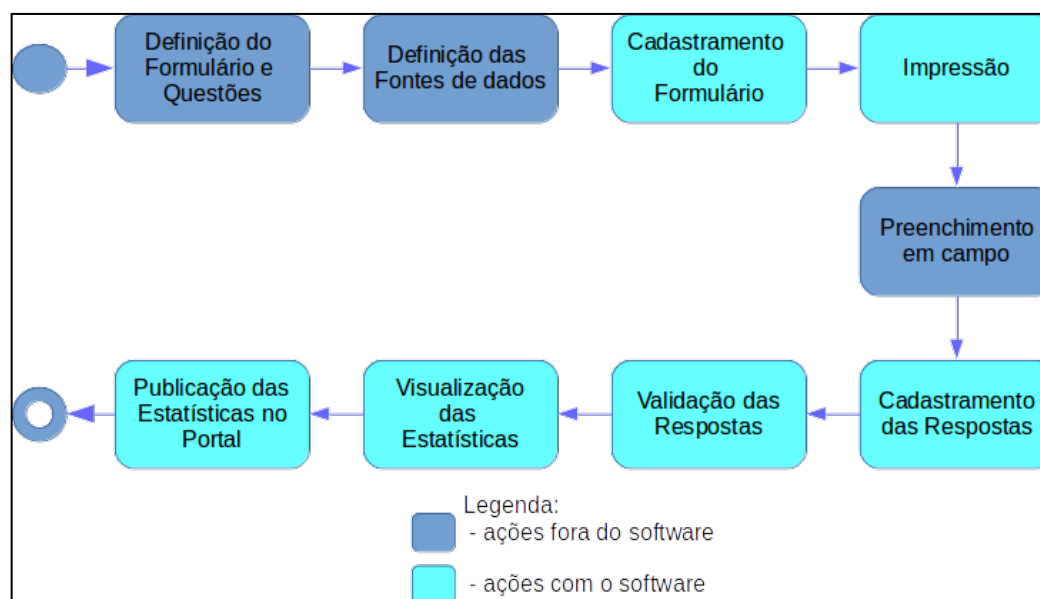 Definição do
Formulário e
Questões
Definição das
Fontes de dados
Cadastramento
do
Formulário
Impressão
Preenchimento
em campo
Cadastramento
das Respostas
Validação das
Respostas
Visualização
das
Estatísticas
Publicação das
Estatísticas no
Portal
Legenda:
- ações fora do software
- ações com o software